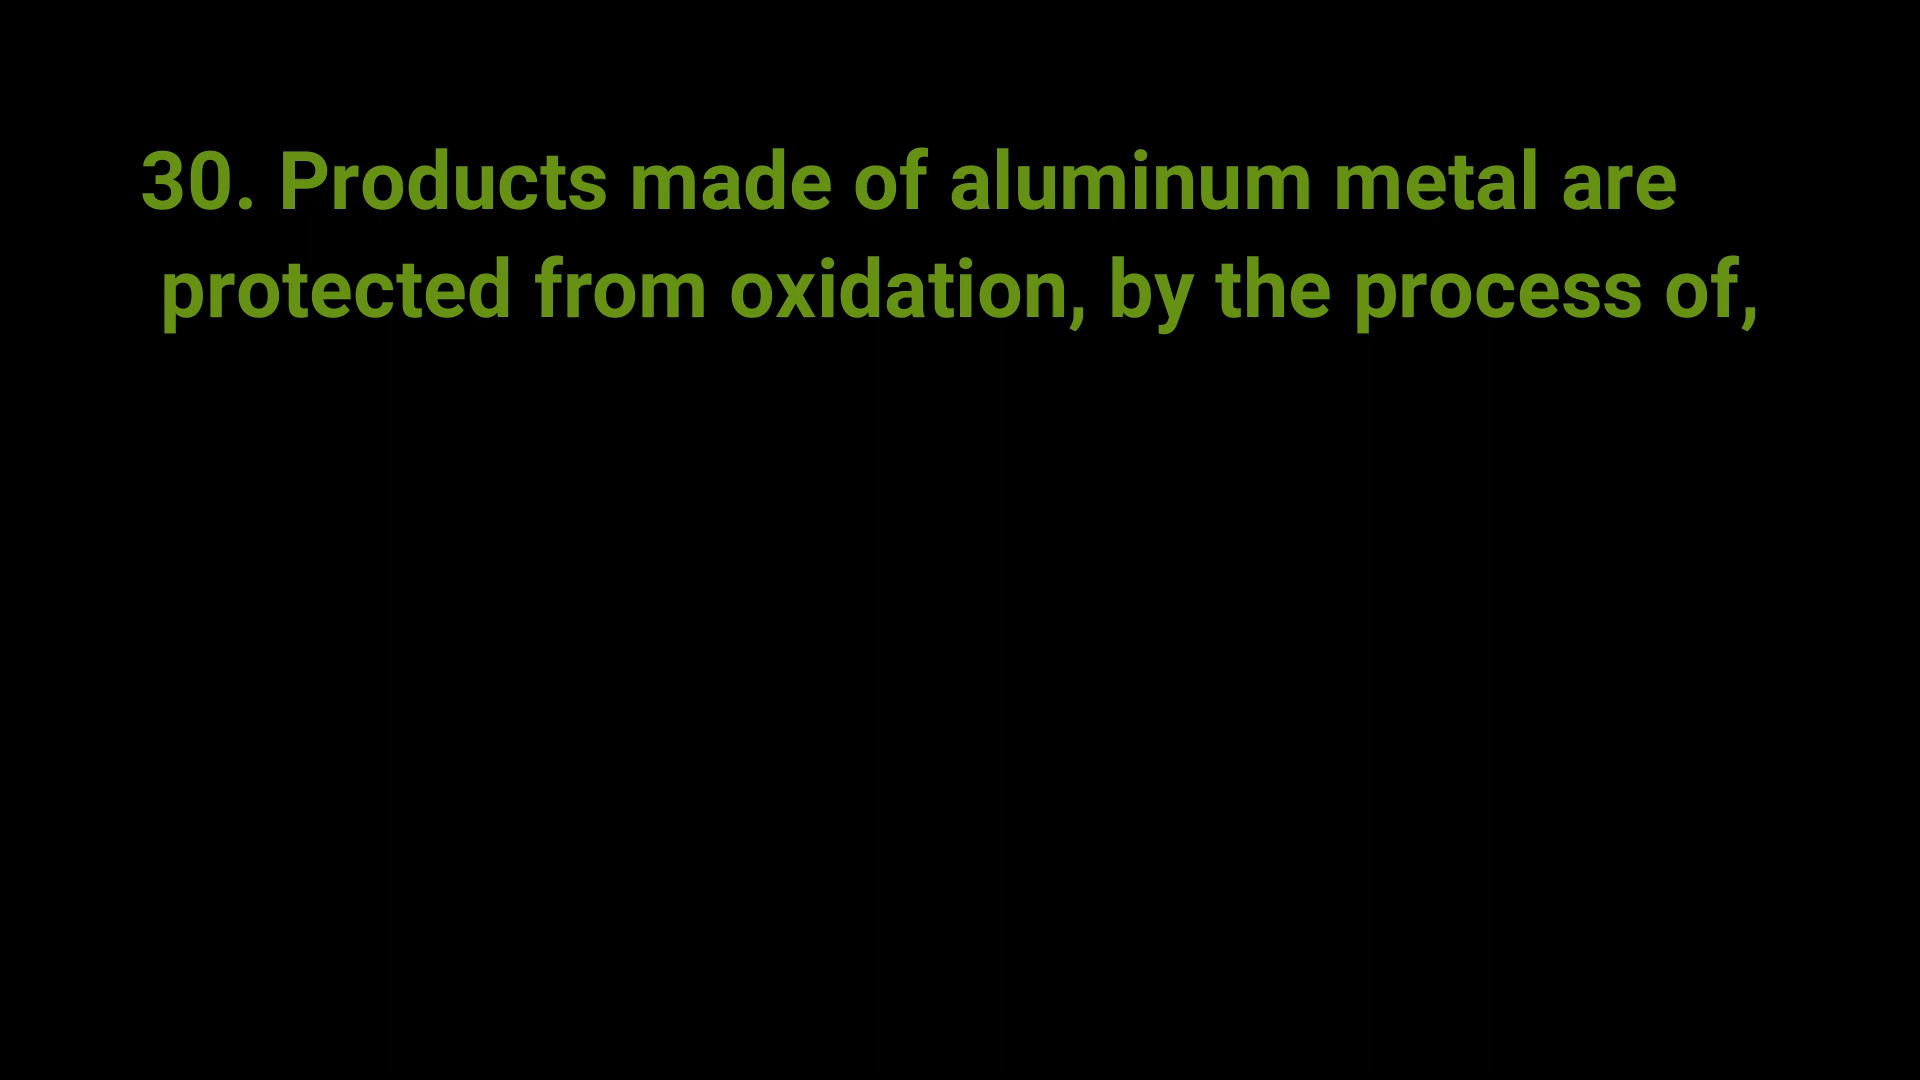 30. Products made of aluminum metal are
protected from oxidation, by the process of,